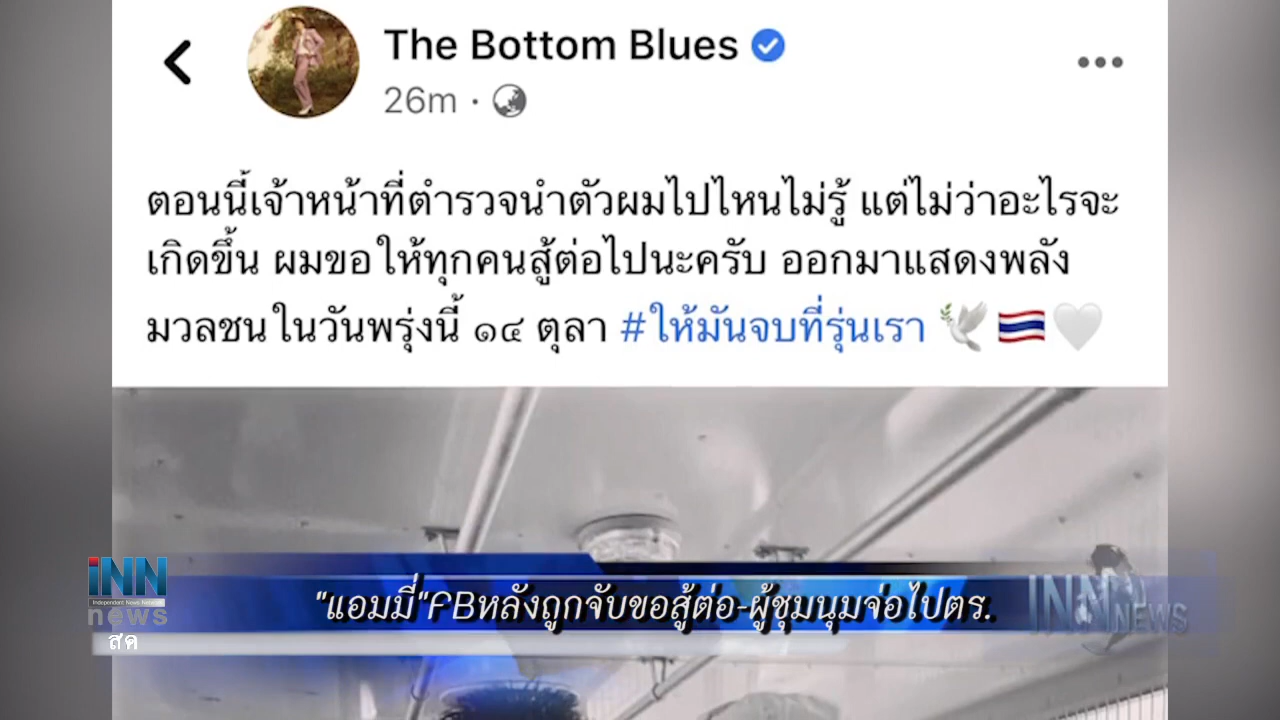 The Bottom Blues
26m ·
ตอนนี้เจ้าหน้าที่ตำรวจนำตัวผมไปไหนไม่รู้ แต่ไม่ว่าอะไรจะ
เกิดขึ้น ผมขอให้ทุกคนสู้ต่อไปนะครับ ออกมาแสดงพลัง
มวลชนในวันพรุ่งนี้ ๑๔ ตุลา #ให้มันจบที่รุ่นเรา 🕊️🇹🇭🤍
iNN
Independent News Network
news
สด
"แอมมี่"FBหลังถูกจับขอสู้ต่อ-ผู้ชุมนุมจ่อไปตร.
INN NEWS